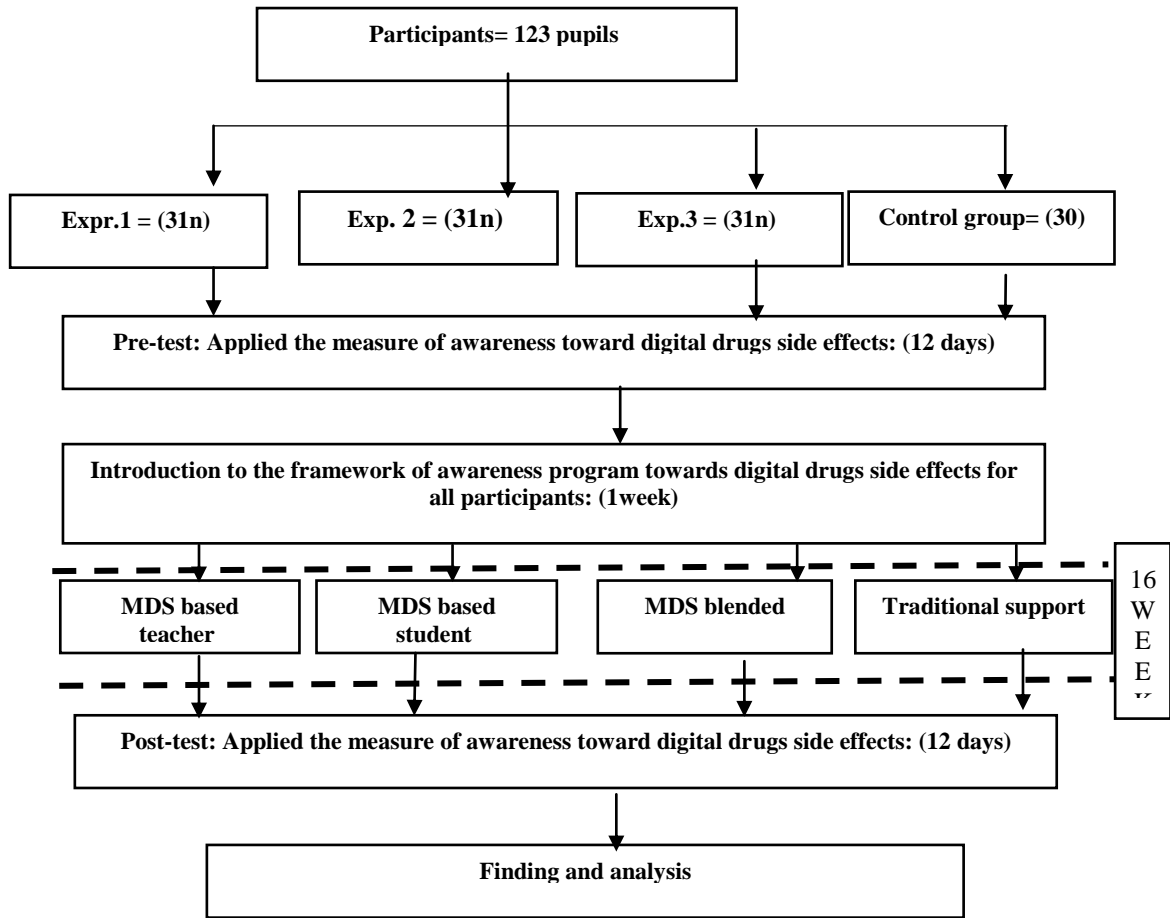 Participants= 123 pupils
Expr.1 = (31n)
Exp. 2 = (31n)
Exp.3 = (31n)
Control group= (30)
Pre-test: Applied the measure of awareness toward digital drugs side effects: (12 days)
Introduction to the framework of awareness program towards digital drugs side effects for
all participants: (1week)
MDS based
teacher
MDS based
student
MDS blended
Traditional support
16
W
E
E
K
Post-test: Applied the measure of awareness toward digital drugs side effects: (12 days)
Finding and analysis